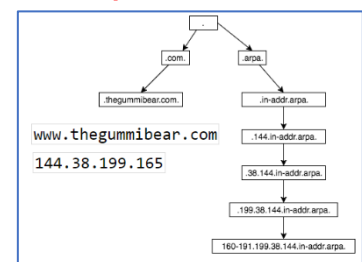 .
.com.
.arpa.
.thegummibear.com.
.in-addr.arpa.
www.thegummibear.com
.144.in-addr.arpa.
144.38.199.165
.38.144.in-addr.arpa.
.199.38.144.in-addr.arpa.
160-191.199.38.144.in-addr.arpa.